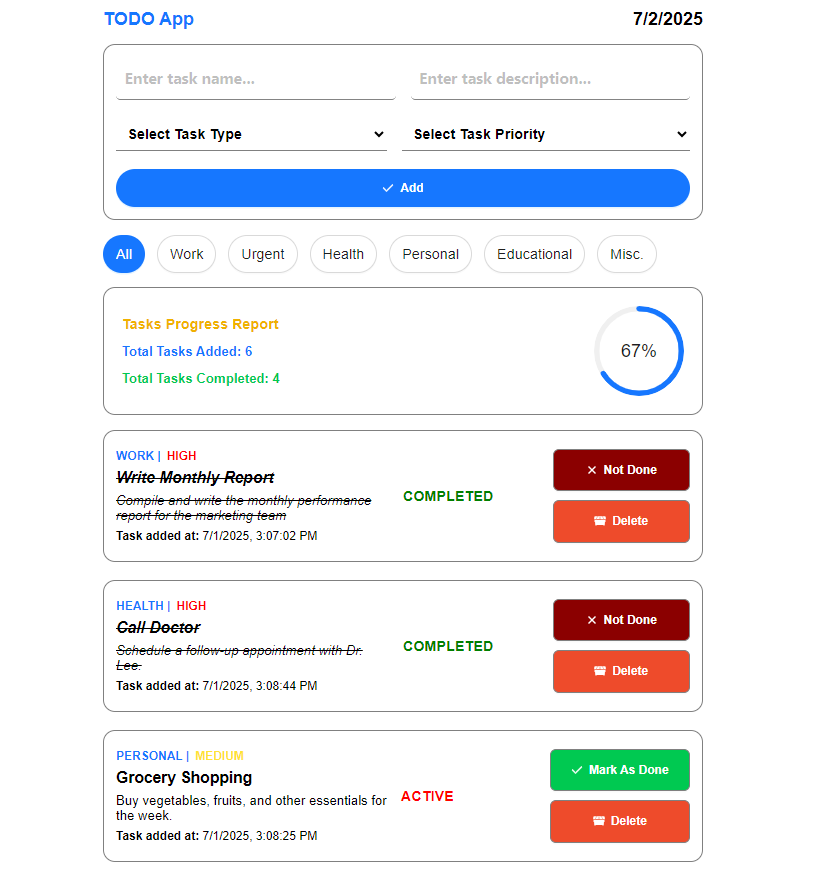 TODO App
7/2/2025
Enter task name...
Enter task description...
Select Task Type
Select Task Priority
Add
All
Work
Urgent
Health
Personal
Educational
Misc.
Tasks Progress Report
Total Tasks Added: 6
Total Tasks Completed: 4
67%
WORK | HIGH
Write Monthly Report
Compile and write the monthly performance
report for the marketing team
Task added at: 7/1/2025, 3:07:02 PM
COMPLETED
Not Done
Delete
HEALTH | HIGH
Call Doctor
Schedule a follow-up appointment with Dr.
Lee.
Task added at: 7/1/2025, 3:08:44 PM
COMPLETED
Not Done
Delete
PERSONAL | MEDIUM
Grocery Shopping
Buy vegetables, fruits, and other essentials for
the week.
Task added at: 7/1/2025, 3:08:25 PM
ACTIVE
Mark As Done
Delete